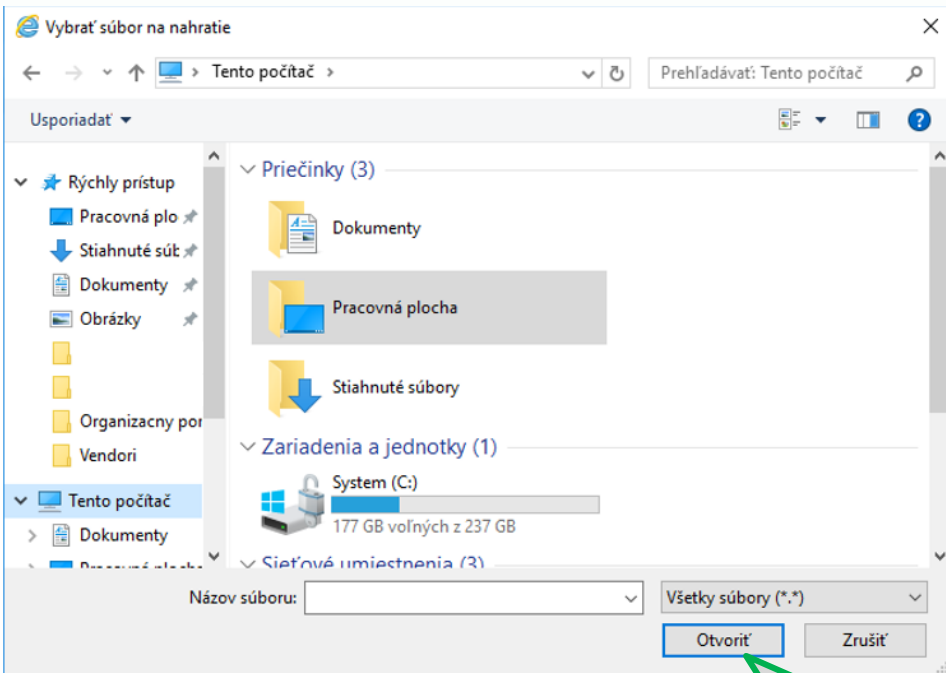 Vybrať súbor na nahratie
Tento počítač
Prehľadávať: Tento počítač
Usporiadať
Rýchly prístup
Pracovná plo
Stiahnuté súb
Dokumenty
Obrázky
Organizacny por
Vendori
Tento počítač
Dokumenty
Priečinky (3)
Dokumenty
Pracovná plocha
Stiahnuté súbory
Zariadenia a jednotky (1)
System (C:)
177 GB voľných z 237 GB
Sieťové umiestnenia (3)
Názov súboru:
Všetky súbory (*.*)
Otvoriť
Zrušiť